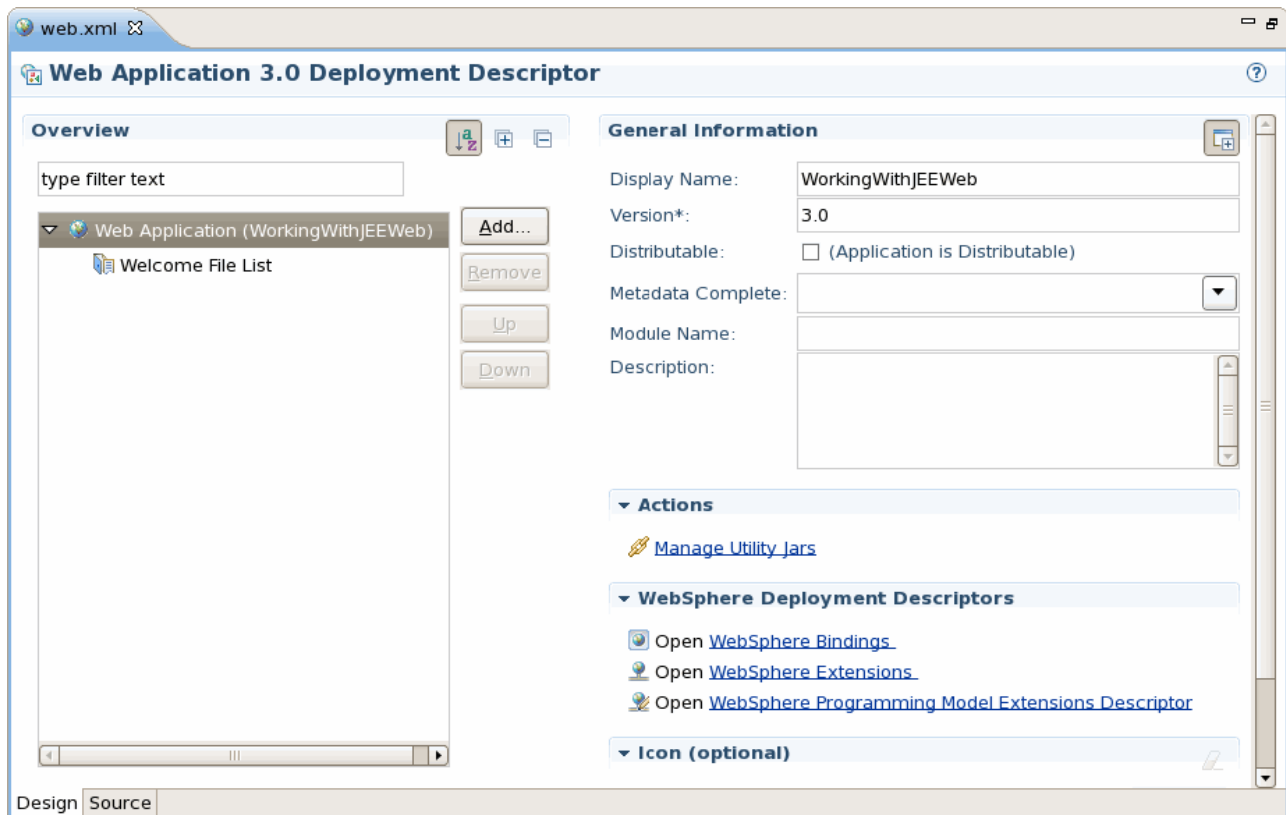 web.xml
Web Application 3.0 Deployment Descriptor
Overview
type filter text
Web Application (WorkingWithJEEWeb)
Welcome File List
Add...
Remove
Up
Down
General Information
Display Name: WorkingWithJEEWeb
Version*: 3.0
Distributable: (Application is Distributable)
Metadata Complete:
Module Name:
Description:
Actions
Manage Utility Jars
WebSphere Deployment Descriptors
Open WebSphere Bindings
Open WebSphere Extensions
Open WebSphere Programming Model Extensions Descriptor
Icon (optional)
Design Source